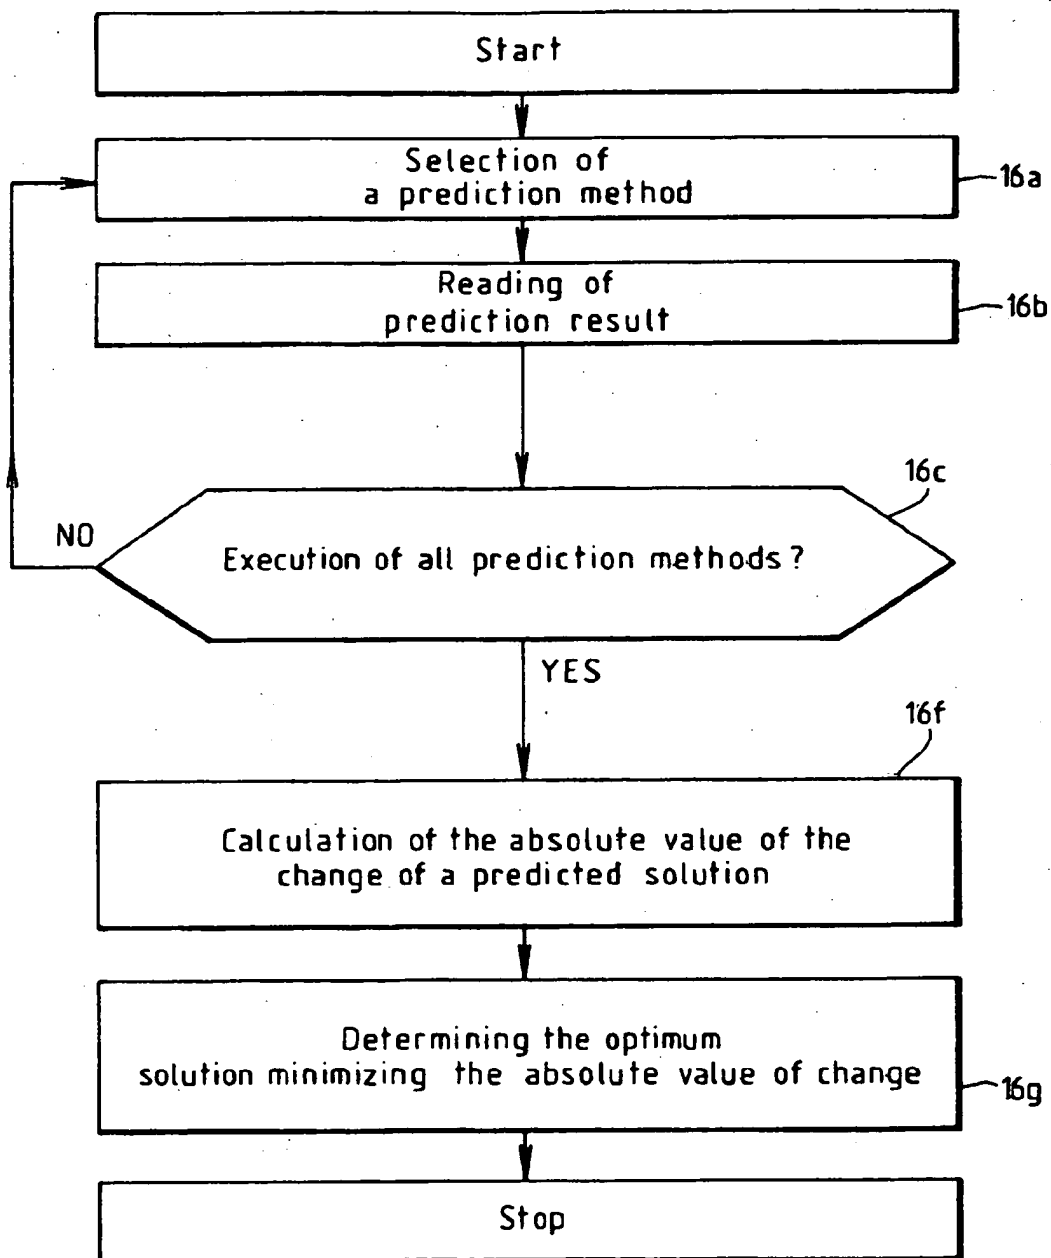 Start
Selection of
a prediction method
16a
Reading of
prediction result
16b
16c
NO
Execution of all prediction methods?
YES
16f
Calculation of the absolute value of the
change of a predicted solution
Determining the optimum
solution minimizing the absolute value of change
16g
Stop